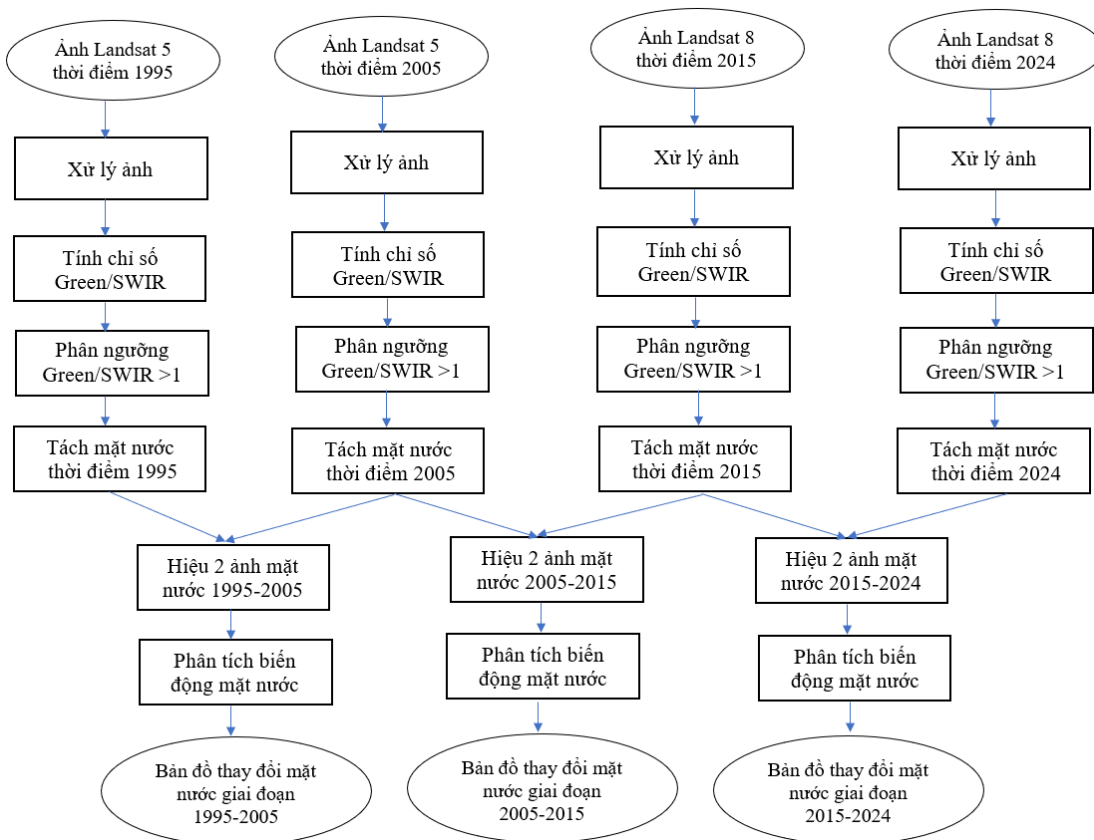 Ảnh Landsat 5
thời điểm 1995
Ảnh Landsat 5
thời điểm 2005
Ảnh Landsat 8
thời điểm 2015
Ảnh Landsat 8
thời điểm 2024
Xử lý ảnh
Xử lý ảnh
Xử lý ảnh
Xử lý ảnh
Tính chỉ số
Green/SWIR
Tính chỉ số
Green/SWIR
Tính chỉ số
Green/SWIR
Tính chỉ số
Green/SWIR
Phân ngưỡng
Green/SWIR >1
Phân ngưỡng
Green/SWIR >1
Phân ngưỡng
Green/SWIR >1
Phân ngưỡng
Green/SWIR >1
Tách mặt nước
thời điểm 1995
Tách mặt nước
thời điểm 2005
Tách mặt nước
thời điểm 2015
Tách mặt nước
thời điểm 2024
Hiệu 2 ảnh mặt
nước 1995-2005
Hiệu 2 ảnh mặt
nước 2005-2015
Hiệu 2 ảnh mặt
nước 2015-2024
Phân tích biến
động mặt nước
Phân tích biến
động mặt nước
Phân tích biến
động mặt nước
Bản đồ thay đổi mặt
nước giai đoạn
1995-2005
Bản đồ thay đổi mặt
nước giai đoạn
2005-2015
Bản đồ thay đổi mặt
nước giai đoạn
2015-2024